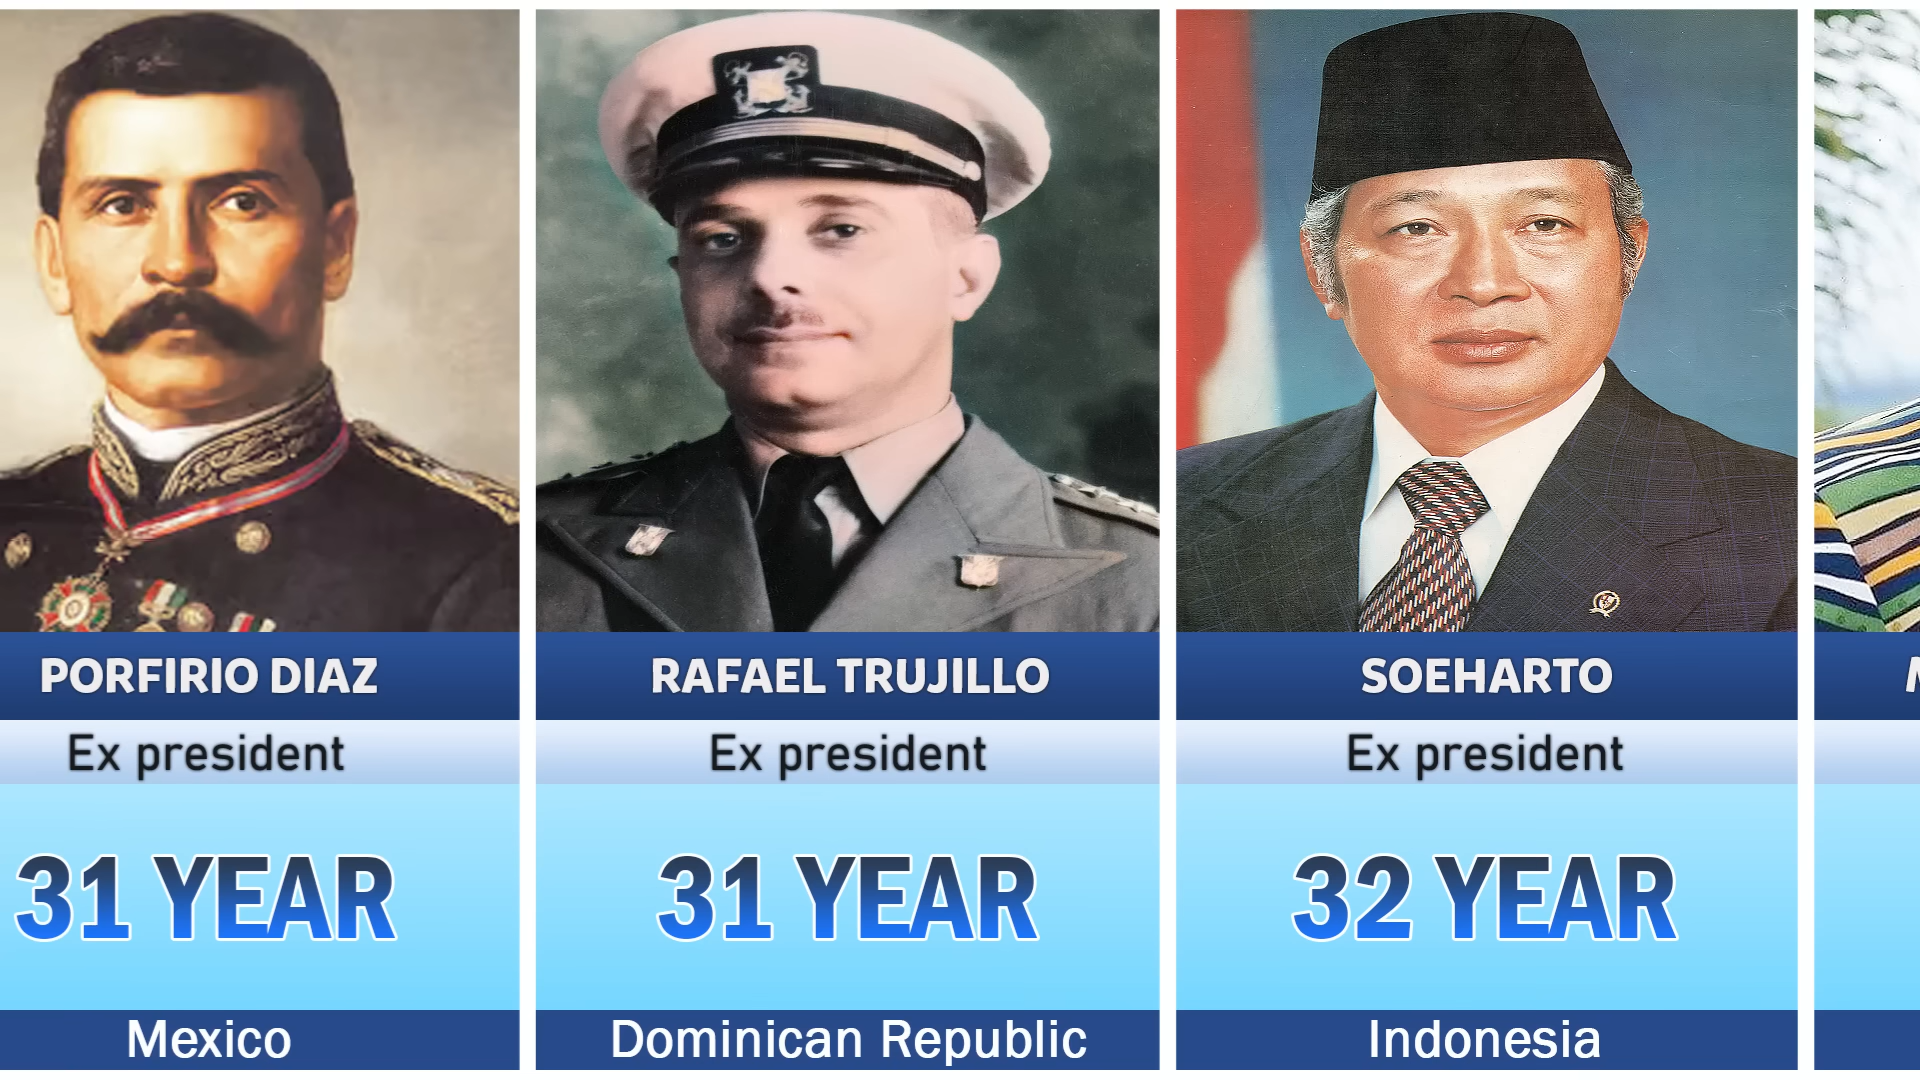 PORFIRIO DIAZ
Ex president
31 YEAR
Mexico
RAFAEL TRUJILLO
Ex president
31 YEAR
Dominican Republic
SOEHARTO
Ex president
32 YEAR
Indonesia